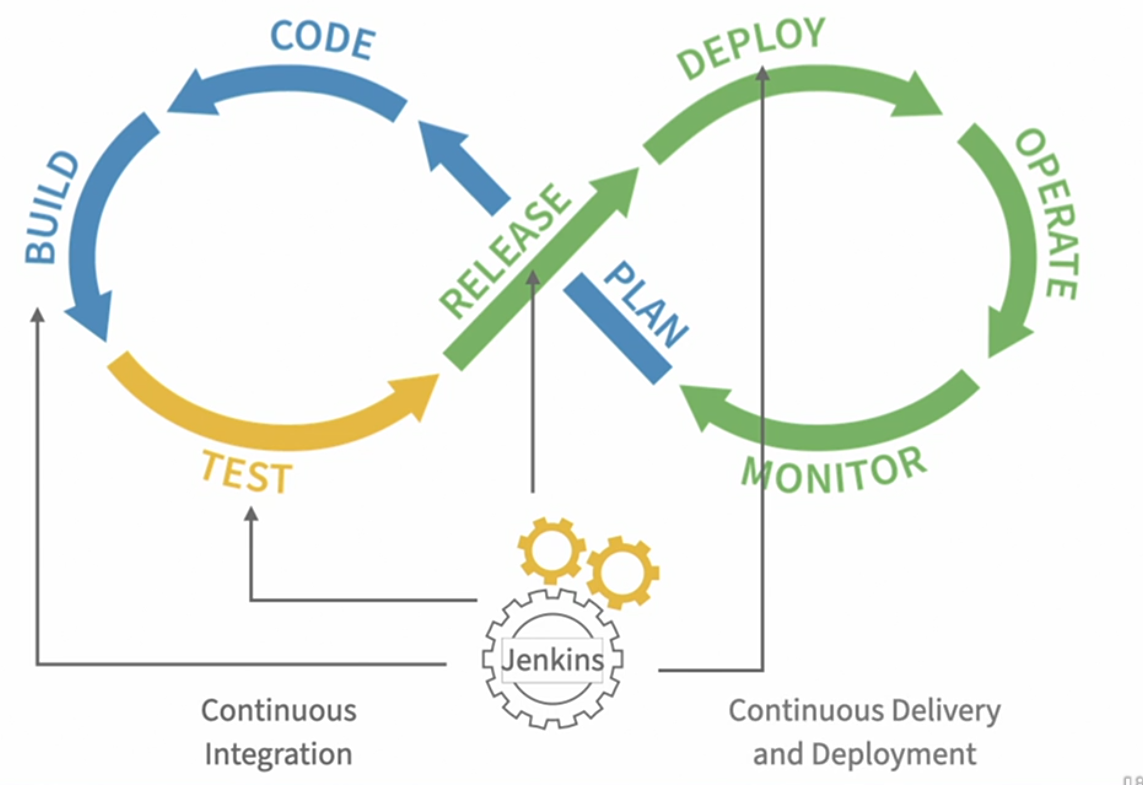 CODE
DEPLOY
BUILD
OPERATE
RELEASE
PLAN
TEST
MONITOR
Jenkins
Continuous
Integration
Continuous Delivery
and Deployment